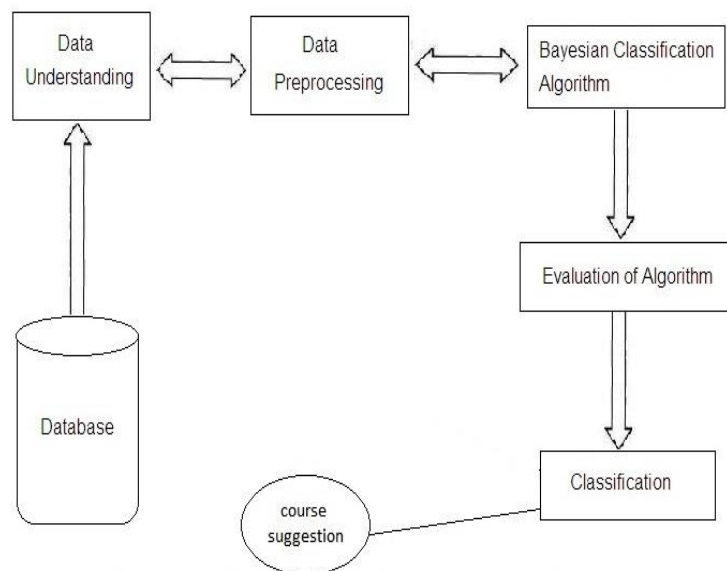 Data
Understanding
Data
Preprocessing
Bayesian Classification
Algorithm
Evaluation of Algorithm
Database
Classification
course
suggestion